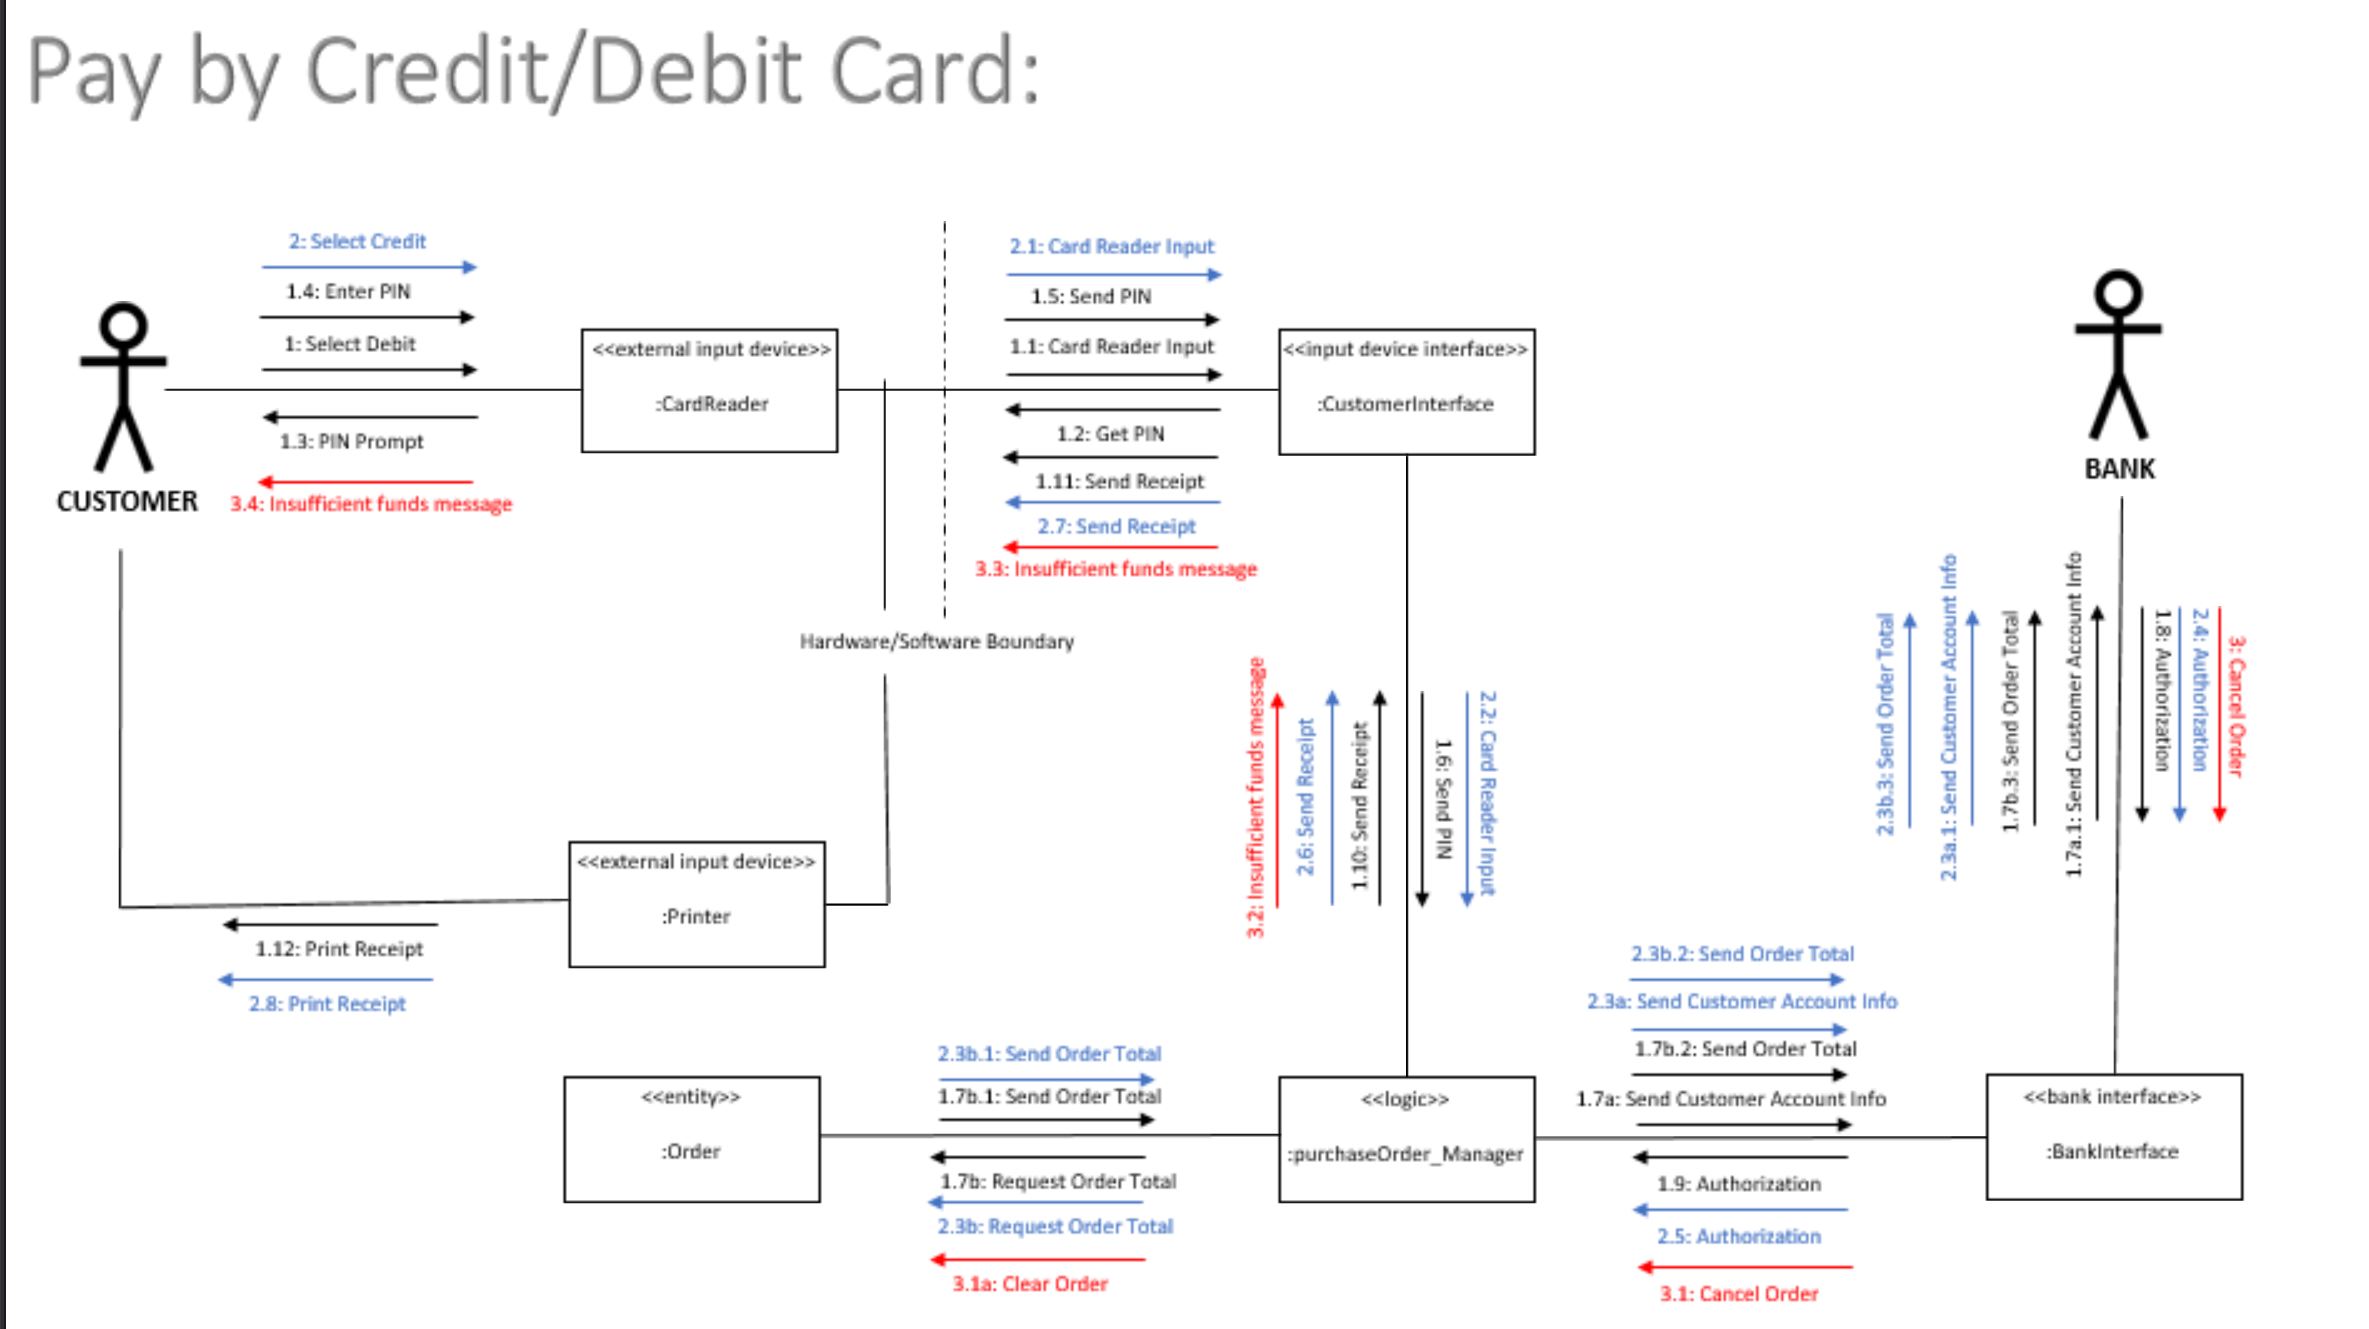 Pay by Credit/Debit Card:
2: Select Credit
1.4: Enter PIN
1: Select Debit
1.3: PIN Prompt
3.4: Insufficient funds message
CUSTOMER
<<external input device>>
:CardReader
2.1: Card Reader Input
1.5: Send PIN
1.1: Card Reader Input
1.2: Get PIN
1.11: Send Receipt
2.7: Send Receipt
3.3: Insufficient funds message
<<input device interface>>
:CustomerInterface
BANK
Hardware/Software Boundary
3.2: Insufficient funds message
2.6: Send Receipt
1.10: Send Receipt
1.6: Send PIN
2.2: Card Reader Input
2.3b.3: Send Order Total
2.3a.1: Send Customer Account Info
1.7b.3: Send Order Total
1.7a.1: Send Customer Account Info
1.8: Authorization
2.4: Authorization
3: Cancel Order
<<external input device>>
:Printer
1.12: Print Receipt
2.8: Print Receipt
<<entity>>
:Order
2.3b.1: Send Order Total
1.7b.1: Send Order Total
1.7b: Request Order Total
2.3b: Request Order Total
3.1a: Clear Order
<<logic>>
:purchaseOrder_Manager
2.3b.2: Send Order Total
2.3a: Send Customer Account Info
1.7b.2: Send Order Total
1.7a: Send Customer Account Info
1.9: Authorization
2.5: Authorization
3.1: Cancel Order
<<bank interface>>
:BankInterface